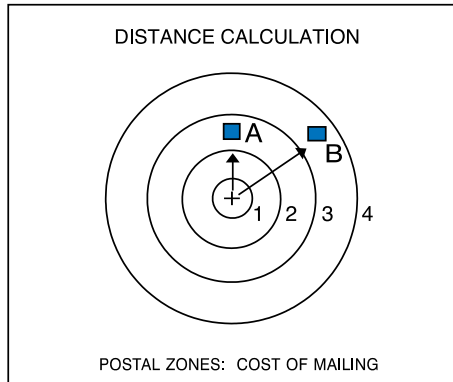 DISTANCE CALCULATION
A
B
1 2 3 4
POSTAL ZONES: COST OF MAILING